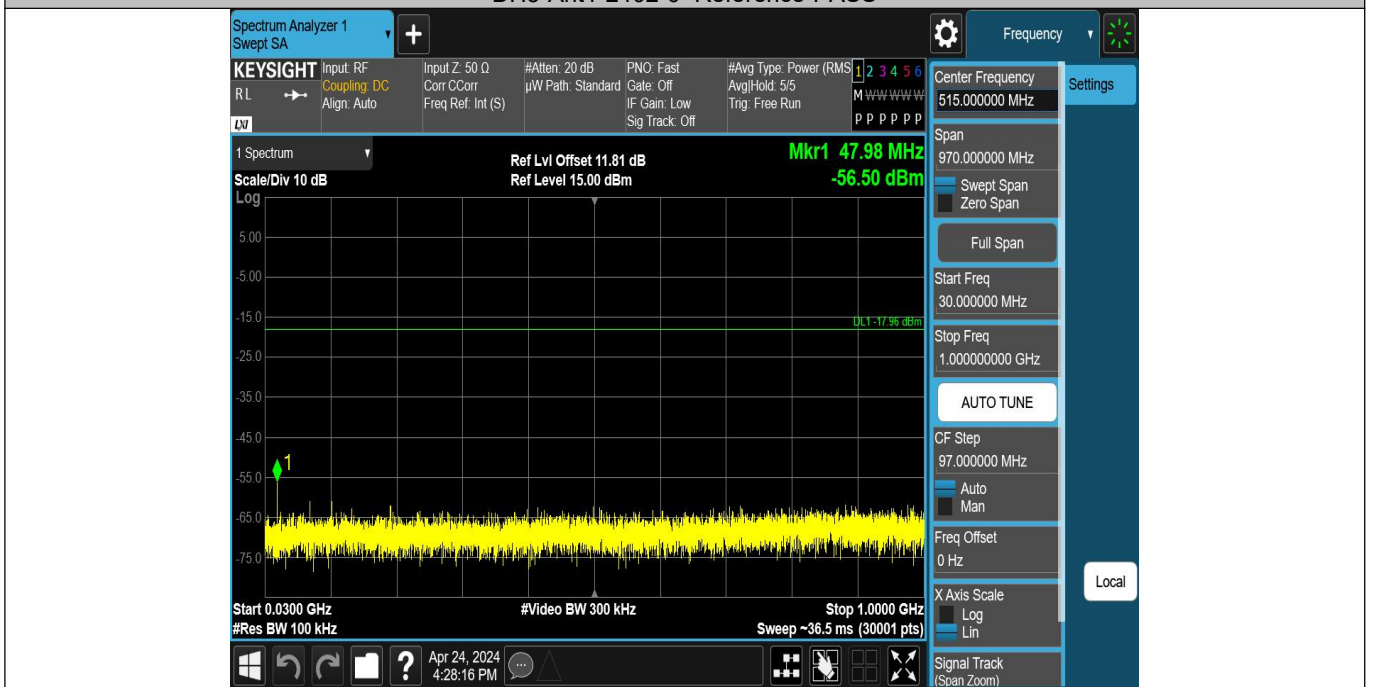 Spectrum Analyzer 1
Swept SA
Frequency
KEYSIGHT
RL
LXI
Input: RF
Coupling: DC
Align: Auto
Input Z: 50 Ω
Corr CCorr
Freq Ref: Int (S)
#Atten: 20 dB
µW Path: Standard
PNO: Fast
Gate: Off
IF Gain: Low
Sig Track: Off
#Avg Type: Power (RMS
Avg|Hold: 5/5
Trig: Free Run
1 2 3 4 5 6
M W W W W W
P P P P P P
1 Spectrum
Scale/Div 10 dB
Log
Ref Lvl Offset 11.81 dB
Ref Level 15.00 dBm
Mkr1 47.98 MHz
-56.50 dBm
5.00
-5.00
-15.0
DL1 -17.96 dBm
-25.0
-35.0
-45.0
1
-55.0
-65.0
-75.0
Start 0.0300 GHz
#Video BW 300 kHz
Stop 1.0000 GHz
#Res BW 100 kHz
Sweep ~36.5 ms (30001 pts)
Apr 24, 2024
4:28:16 PM
Center Frequency
515.000000 MHz
Settings
Span
970.000000 MHz
Swept Span
Zero Span
Full Span
Start Freq
30.000000 MHz
Stop Freq
1.000000000 GHz
AUTO TUNE
CF Step
97.000000 MHz
Auto
Man
Freq Offset
0 Hz
X Axis Scale
Log
Lin
Local
Signal Track
(Span Zoom)